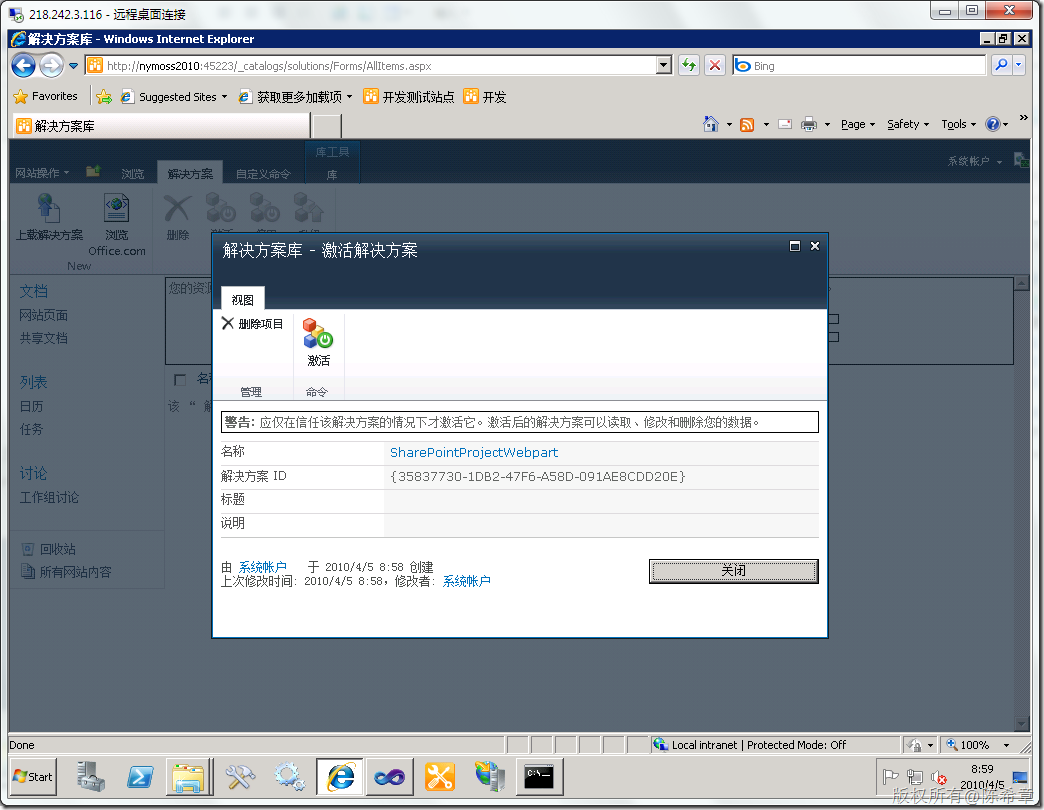 218.242.3.116 - 远程桌面连接
解决方案库 - Windows Internet Explorer
http://nymoss2010:45223/_catalogs/solutions/Forms/AllItems.aspx
Bing
Favorites
Suggested Sites
获取更多加载项
开发测试站点
开发
解决方案库
Page
Safety
Tools
库工具
系统帐户
网站操作
浏览
解决方案
自定义命令
库
上载解决方案
浏览
Office.com
删除
New
解决方案库 - 激活解决方案
视图
删除项目
激活
管理
命令
文档
网站页面
共享文档
列表
日历
任务
讨论
工作组讨论
回收站
所有网站内容
您的资源
该 “ 解
警告: 应仅在信任该解决方案的情况下才激活它。激活后的解决方案可以读取、修改和删除您的数据。
名称 SharePointProjectWebpart
解决方案 ID {35837730-1DB2-47F6-A58D-091AE8CDD20E}
标题
说明
由 系统帐户 于 2010/4/5 8:58 创建
上次修改时间: 2010/4/5 8:58，修改者: 系统帐户
关闭
Done
Local intranet | Protected Mode: Off
100%
Start
C:\_
8:59
2010/4/5
版权所有@陈希章